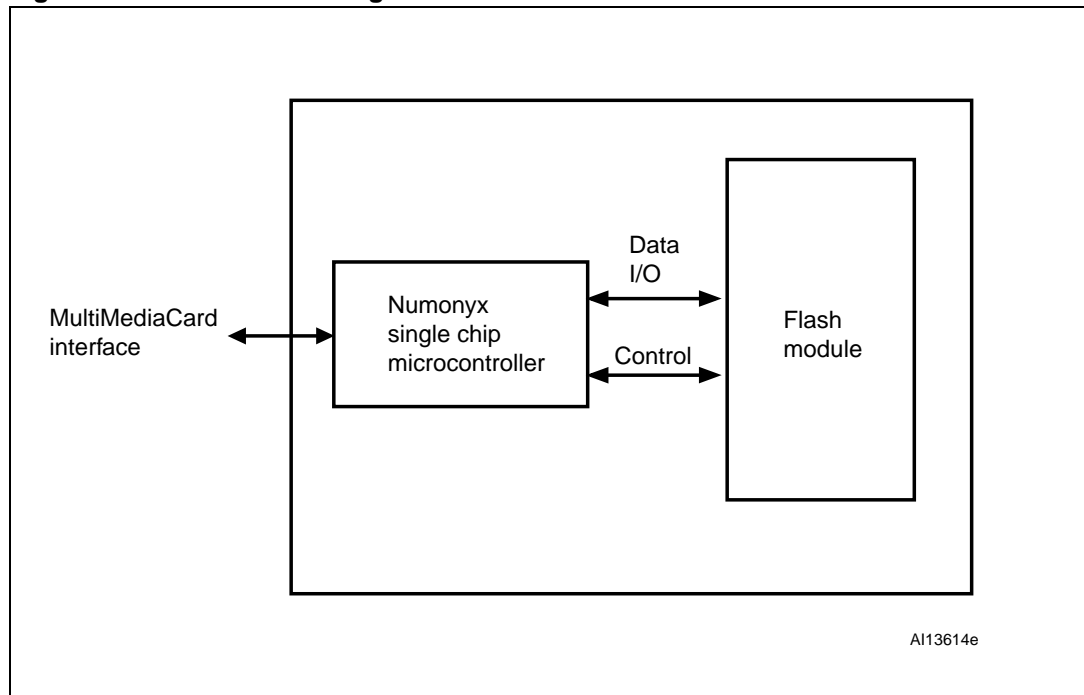 Data
I/O
MultiMediaCard
interface
Numonyx
single chip
microcontroller
Control
Flash
module
AI13614e